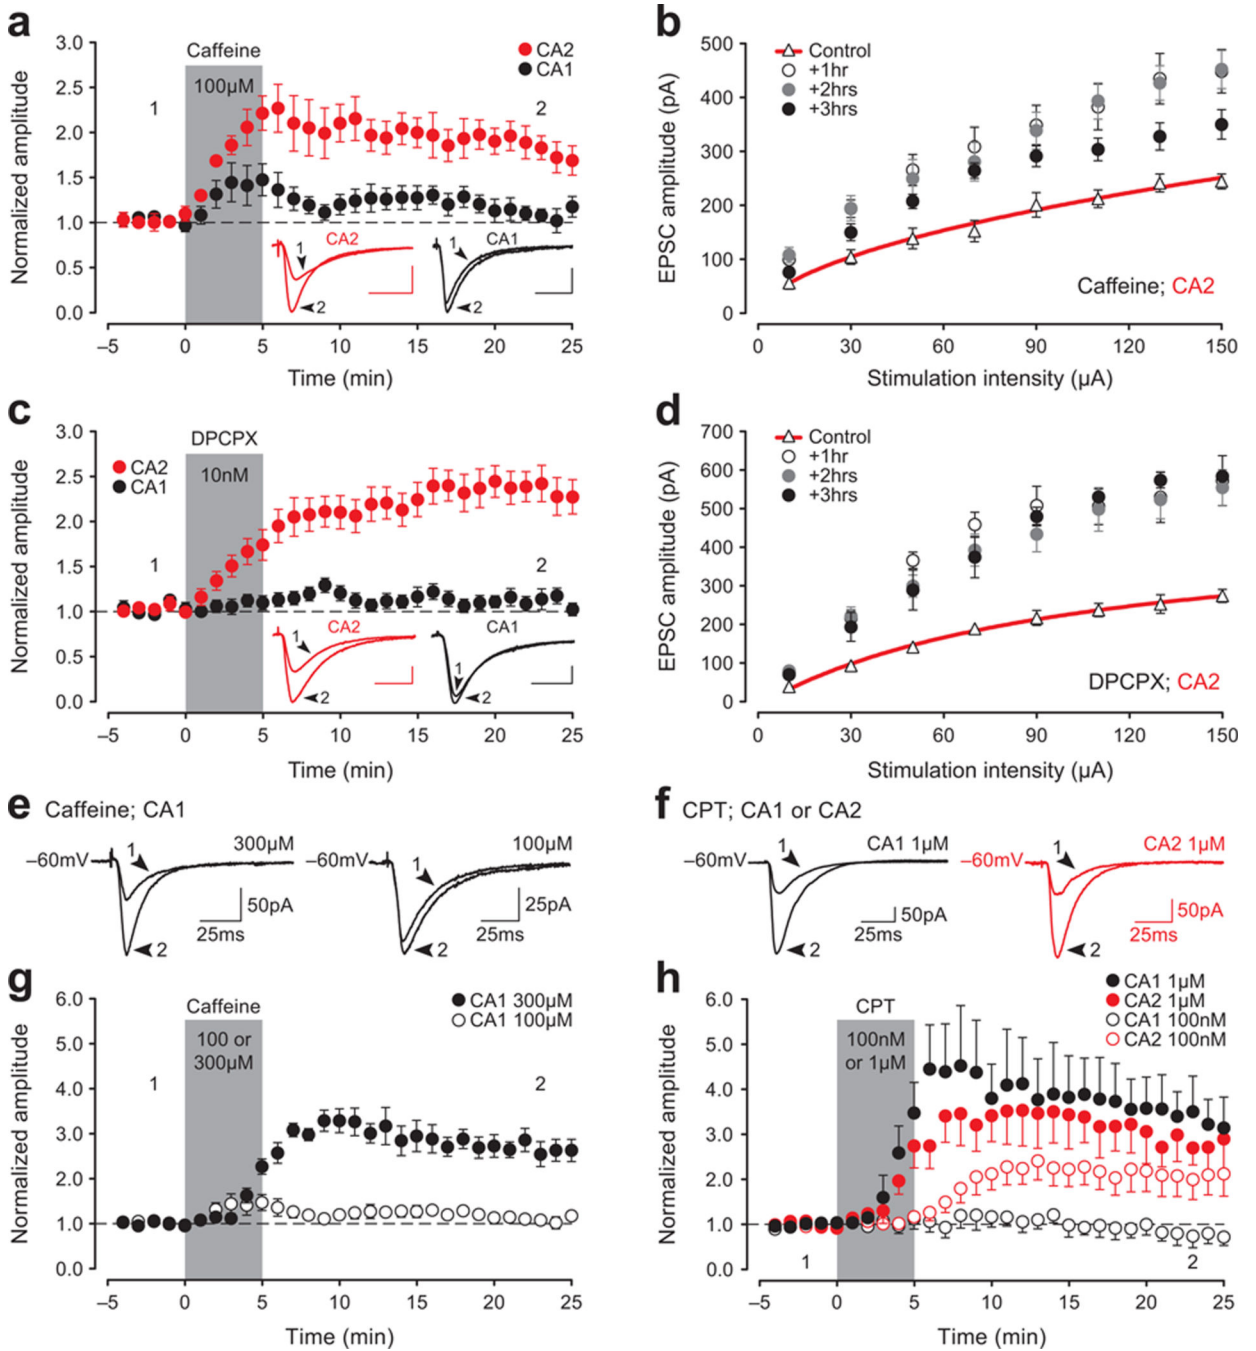 a
Normalized amplitude
3.0
2.5
2.0
1.5
1.0
0.5
0.0
Caffeine
100µM
CA2
CA1
1
2
CA2
1
2
CA1
1
2
–5
0
5
10
15
20
25
Time (min)
b
EPSC amplitude (pA)
500
400
300
200
100
0
Control
+1hr
+2hrs
+3hrs
Caffeine; CA2
0
30
60
90
120
150
Stimulation intensity (µA)
c
Normalized amplitude
3.0
2.5
2.0
1.5
1.0
0.5
0.0
DPCPX
10nM
CA2
CA1
1
2
CA2
1
2
CA1
1
2
–5
0
5
10
15
20
25
Time (min)
d
EPSC amplitude (pA)
700
600
500
400
300
200
100
0
Control
+1hr
+2hrs
+3hrs
DPCPX; CA2
0
30
60
90
120
150
Stimulation intensity (µA)
e Caffeine; CA1
–60mV
1
300µM
50pA
25ms
2
1
100µM
25pA
25ms
2
f CPT; CA1 or CA2
–60mV
1
CA1 1µM
50pA
25ms
2
–60mV
1
CA2 1µM
50pA
25ms
2
g
Normalized amplitude
6.0
5.0
4.0
3.0
2.0
1.0
0.0
Caffeine
100 or
300µM
CA1 300µM
CA1 100µM
1
2
–5
0
5
10
15
20
25
Time (min)
h
Normalized amplitude
6.0
5.0
4.0
3.0
2.0
1.0
0.0
CPT
100nM
or 1µM
CA1 1µM
CA2 1µM
CA1 100nM
CA2 100nM
1
2
–5
0
5
10
15
20
25
Time (min)